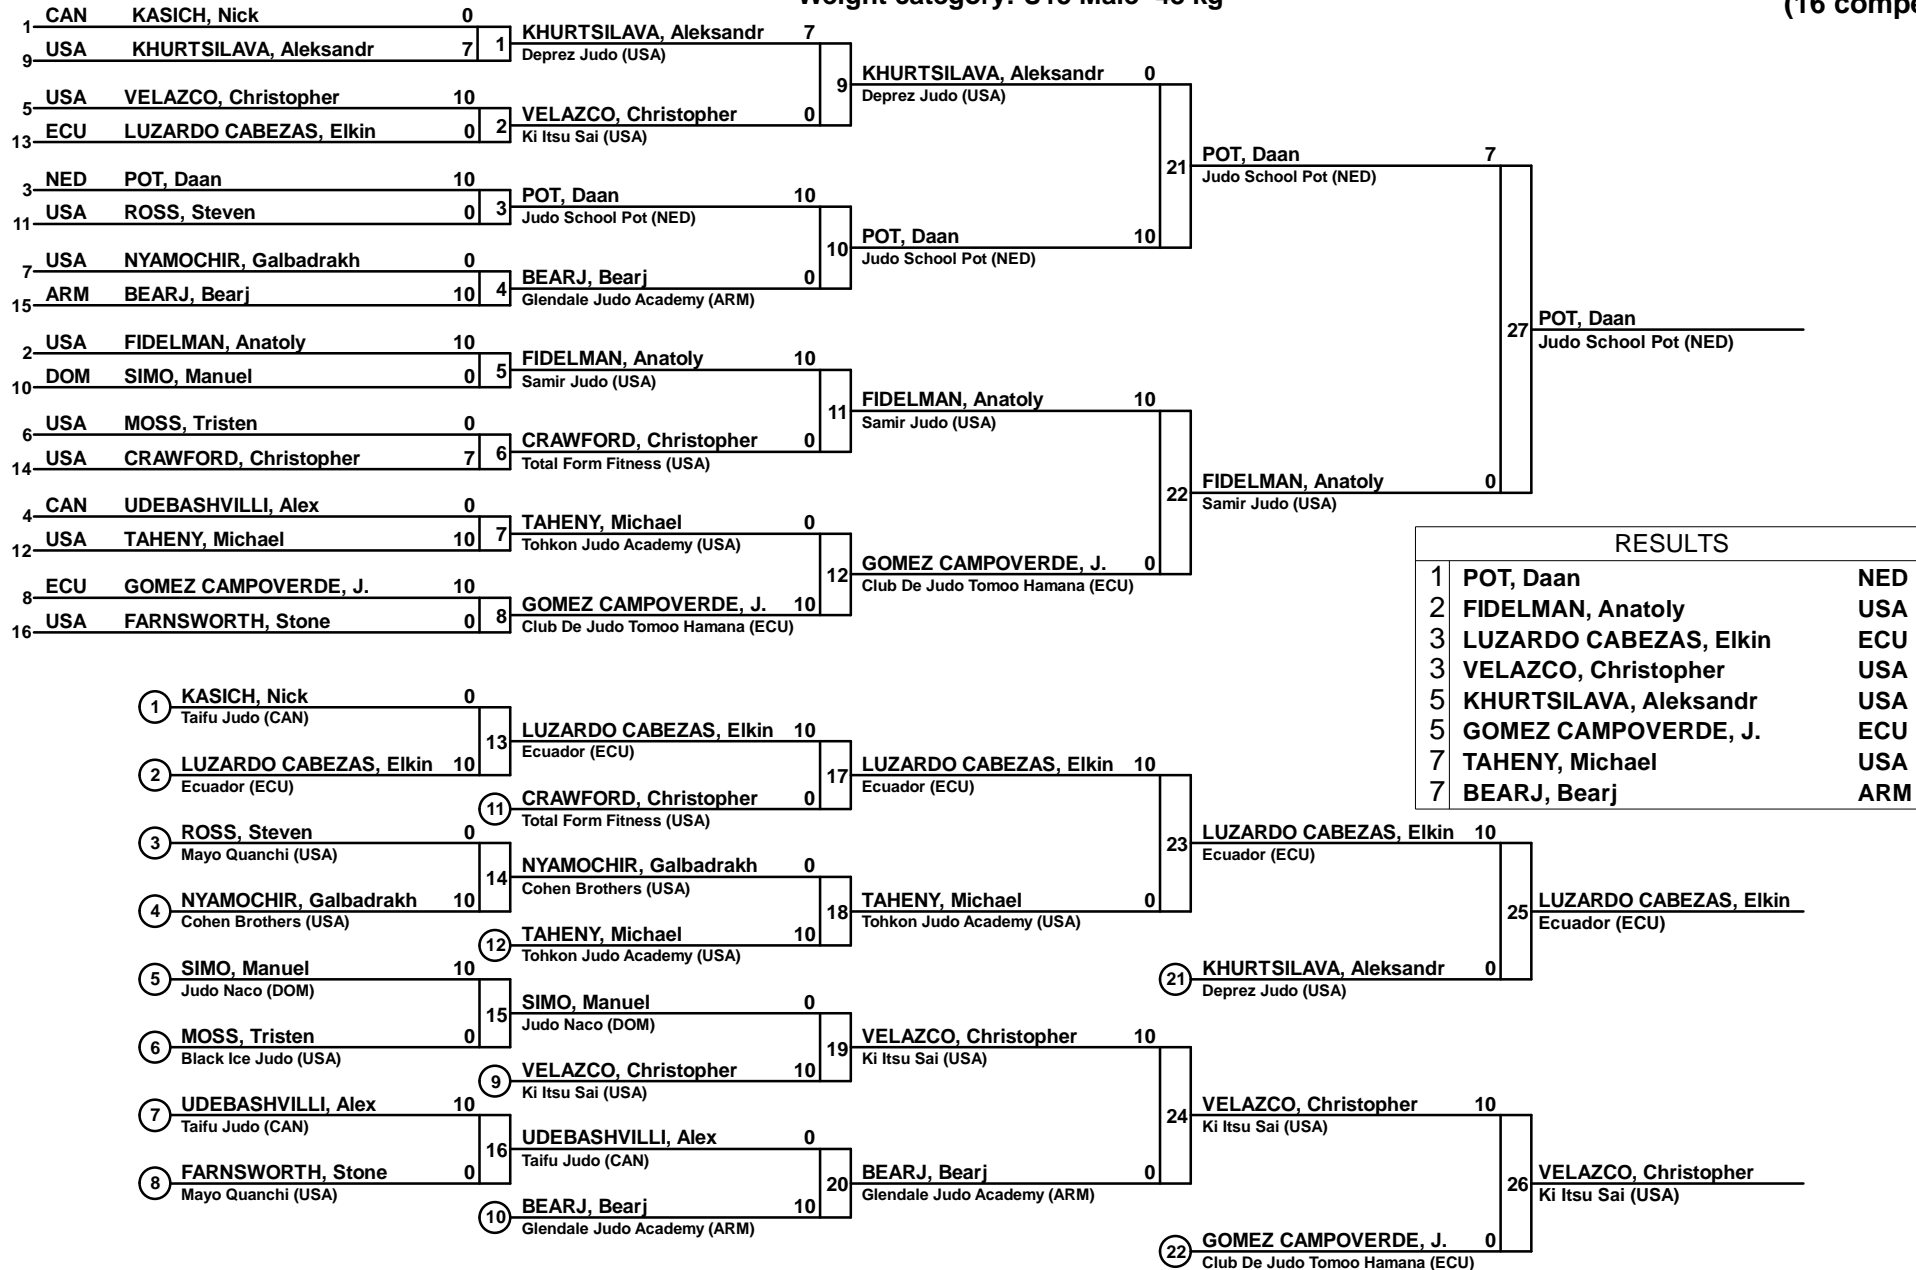 (16 compe
1 CAN KASICH, Nick 0
9 USA KHURTSILAVA, Aleksandr 7
1
5 USA VELAZCO, Christopher 10
13 ECU LUZARDO CABEZAS, Elkin 0
2
3 NED POT, Daan 10
11 USA ROSS, Steven 0
3
7 USA NYAMOCHIR, Galbadrakh 0
15 ARM BEARJ, Bearj 10
4
2 USA FIDELMAN, Anatoly 10
10 DOM SIMO, Manuel 0
5
6 USA MOSS, Tristen 0
14 USA CRAWFORD, Christopher 7
6
4 CAN UDEBASHVILLI, Alex 0
12 USA TAHENY, Michael 10
7
8 ECU GOMEZ CAMPOVERDE, J. 10
16 USA FARNSWORTH, Stone 0
8
KHURTSILAVA, Aleksandr 7
Deprez Judo (USA)
9
VELAZCO, Christopher 0
Ki Itsu Sai (USA)
POT, Daan 10
Judo School Pot (NED)
10
BEARJ, Bearj 0
Glendale Judo Academy (ARM)
FIDELMAN, Anatoly 10
Samir Judo (USA)
11
CRAWFORD, Christopher 0
Total Form Fitness (USA)
TAHENY, Michael 0
Tohkon Judo Academy (USA)
12
GOMEZ CAMPOVERDE, J. 10
Club De Judo Tomoo Hamana (ECU)
KHURTSILAVA, Aleksandr 0
Deprez Judo (USA)
21
POT, Daan 10
Judo School Pot (NED)
FIDELMAN, Anatoly 10
Samir Judo (USA)
22
GOMEZ CAMPOVERDE, J. 0
Club De Judo Tomoo Hamana (ECU)
POT, Daan 7
Judo School Pot (NED)
27
FIDELMAN, Anatoly 0
Samir Judo (USA)
POT, Daan
Judo School Pot (NED)
RESULTS
1 POT, Daan NED
2 FIDELMAN, Anatoly USA
3 LUZARDO CABEZAS, Elkin ECU
3 VELAZCO, Christopher USA
5 KHURTSILAVA, Aleksandr USA
5 GOMEZ CAMPOVERDE, J. ECU
7 TAHENY, Michael USA
7 BEARJ, Bearj ARM
1 KASICH, Nick 0
Taifu Judo (CAN)
13
2 LUZARDO CABEZAS, Elkin 10
Ecuador (ECU)
3 ROSS, Steven 0
Mayo Quanchi (USA)
14
4 NYAMOCHIR, Galbadrakh 10
Cohen Brothers (USA)
5 SIMO, Manuel 10
Judo Naco (DOM)
15
6 MOSS, Tristen 0
Black Ice Judo (USA)
7 UDEBASHVILLI, Alex 10
Taifu Judo (CAN)
16
8 FARNSWORTH, Stone 0
Mayo Quanchi (USA)
LUZARDO CABEZAS, Elkin 10
Ecuador (ECU)
17
11 CRAWFORD, Christopher 0
Total Form Fitness (USA)
NYAMOCHIR, Galbadrakh 0
Cohen Brothers (USA)
18
12 TAHENY, Michael 10
Tohkon Judo Academy (USA)
SIMO, Manuel 0
Judo Naco (DOM)
19
9 VELAZCO, Christopher 10
Ki Itsu Sai (USA)
UDEBASHVILLI, Alex 0
Taifu Judo (CAN)
20
10 BEARJ, Bearj 10
Glendale Judo Academy (ARM)
LUZARDO CABEZAS, Elkin 10
Ecuador (ECU)
23
TAHENY, Michael 0
Tohkon Judo Academy (USA)
VELAZCO, Christopher 10
Ki Itsu Sai (USA)
24
BEARJ, Bearj 0
Glendale Judo Academy (ARM)
LUZARDO CABEZAS, Elkin 10
Ecuador (ECU)
25
21 KHURTSILAVA, Aleksandr 0
Deprez Judo (USA)
VELAZCO, Christopher 10
Ki Itsu Sai (USA)
26
22 GOMEZ CAMPOVERDE, J. 0
Club De Judo Tomoo Hamana (ECU)
LUZARDO CABEZAS, Elkin
Ecuador (ECU)
VELAZCO, Christopher
Ki Itsu Sai (USA)